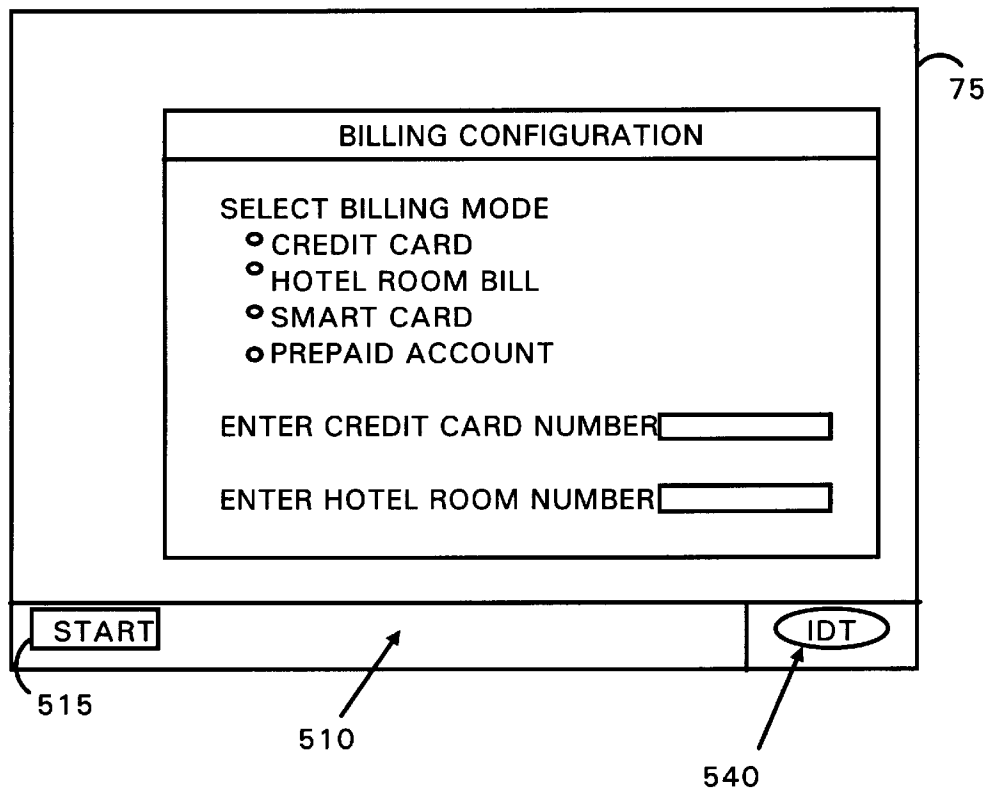 75
BILLING CONFIGURATION
SELECT BILLING MODE
CREDIT CARD
HOTEL ROOM BILL
SMART CARD
PREPAID ACCOUNT
ENTER CREDIT CARD NUMBER
ENTER HOTEL ROOM NUMBER
START
IDT
515
510
540